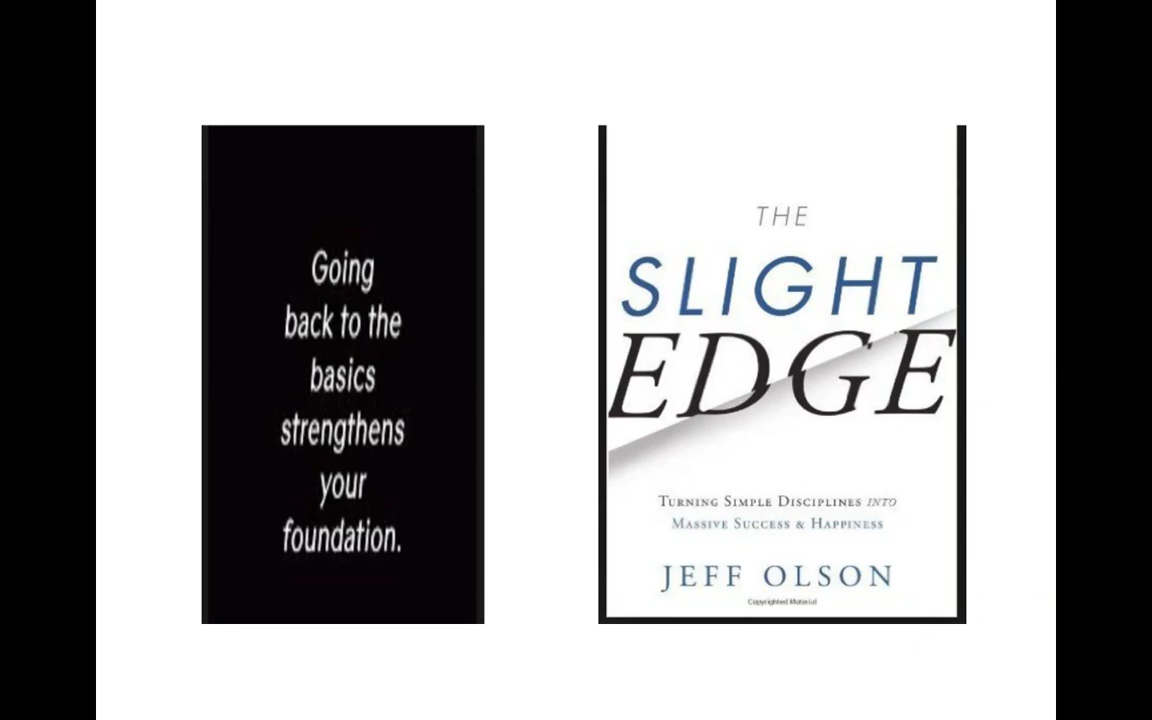 Going
back to the
basics
strengthens
your
foundation.
THE
SLIGHT
EDGE
TURNING SIMPLE DISCIPLINES INTO
MASSIVE SUCCESS & HAPPINESS
JEFF OLSON
Copyrighted Material